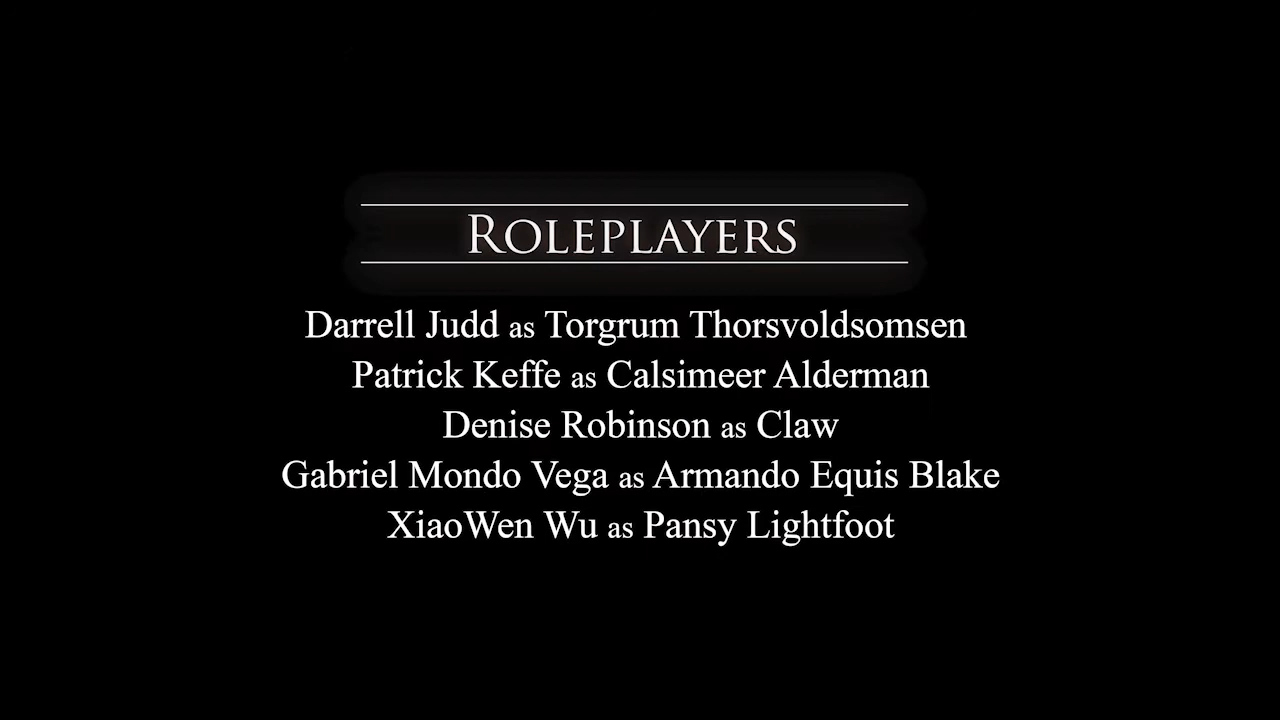 ROLEPLAYERS
Darrell Judd as Torgrum Thorsvoldsomsen
Patrick Keffe as Calsimeer Alderman
Denise Robinson as Claw
Gabriel Mondo Vega as Armando Equis Blake
XiaoWen Wu as Pansy Lightfoot